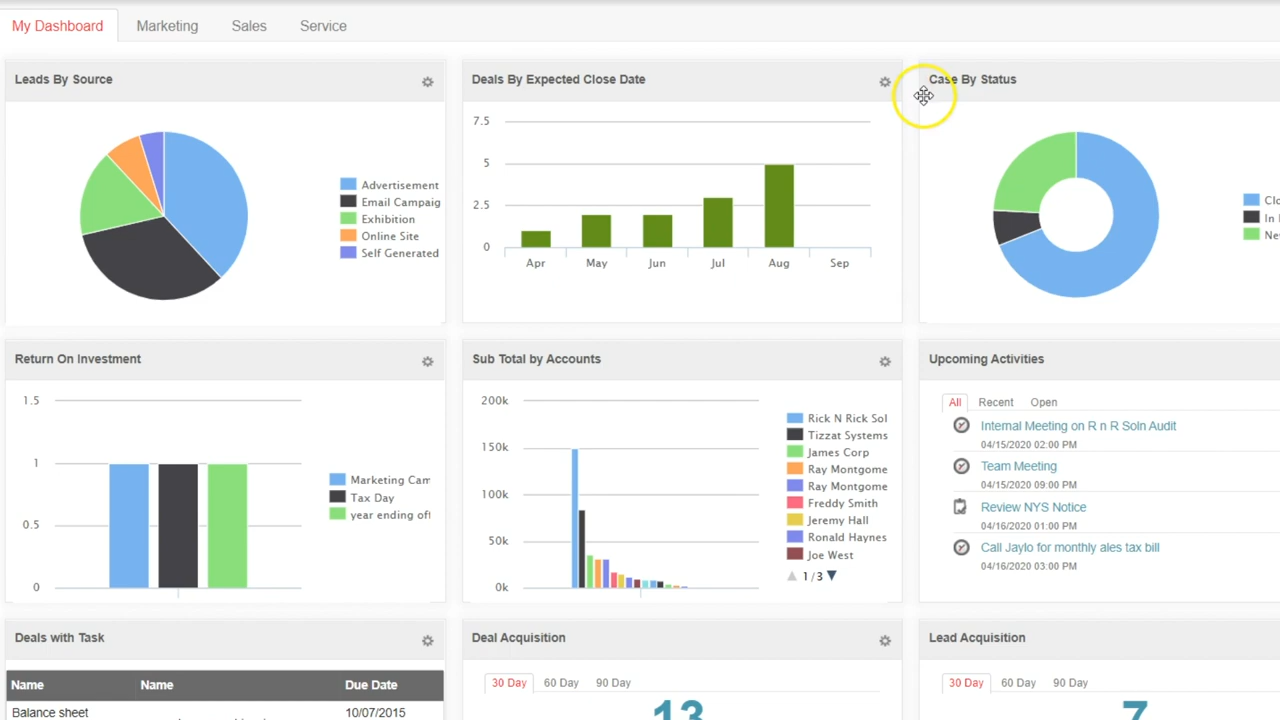 My Dashboard Marketing Sales Service
Leads By Source
Advertisement
Email Campaig
Exhibition
Online Site
Self Generated
Deals By Expected Close Date
7.5
5
2.5
0
Apr May Jun Jul Aug Sep
Case By Status
Clo
In
Ne
Return On Investment
1.5
1
0.5
0
Marketing Cam
Tax Day
year ending off
Sub Total by Accounts
200k
150k
100k
50k
0k
Rick N Rick Sol
Tizzat Systems
James Corp
Ray Montgome
Ray Montgome
Freddy Smith
Jeremy Hall
Ronald Haynes
Joe West
1/3
Upcoming Activities
All Recent Open
Internal Meeting on R n R Soln Audit
04/15/2020 02:00 PM
Team Meeting
04/15/2020 09:00 PM
Review NYS Notice
04/16/2020 01:00 PM
Call Jaylo for monthly ales tax bill
04/16/2020 03:00 PM
Deals with Task
Name Name Due Date
Balance sheet 10/07/2015
Deal Acquisition
30 Day 60 Day 90 Day
13
Lead Acquisition
30 Day 60 Day 90 Day
7